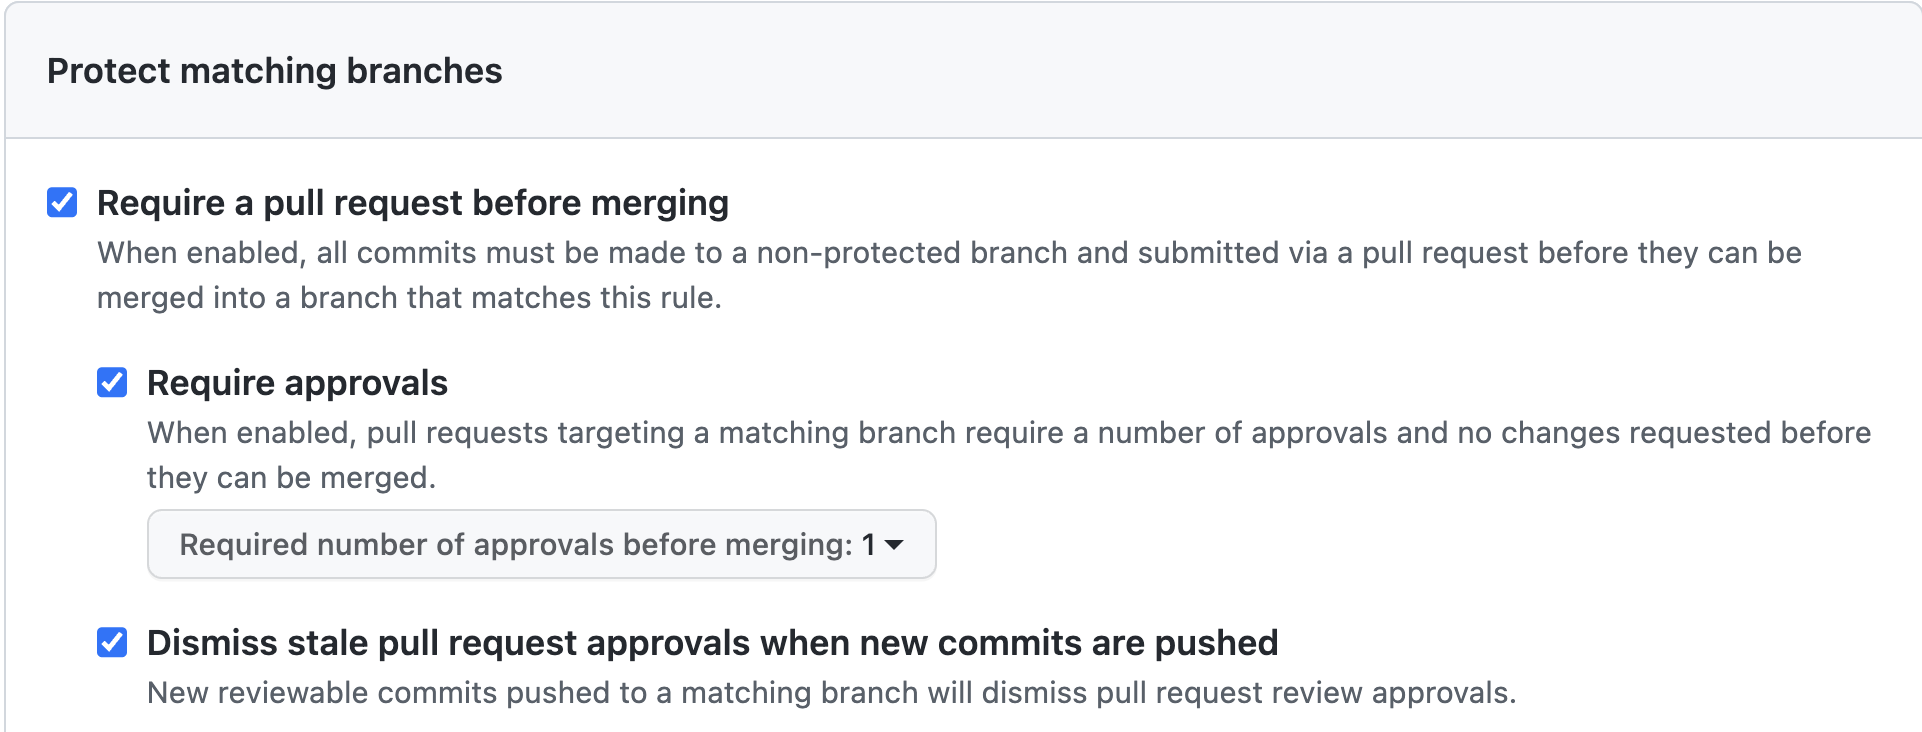 Protect matching branches
Require a pull request before merging
When enabled, all commits must be made to a non-protected branch and submitted via a pull request before they can be
merged into a branch that matches this rule.
Require approvals
When enabled, pull requests targeting a matching branch require a number of approvals and no changes requested before
they can be merged.
Required number of approvals before merging: 1
Dismiss stale pull request approvals when new commits are pushed
New reviewable commits pushed to a matching branch will dismiss pull request review approvals.